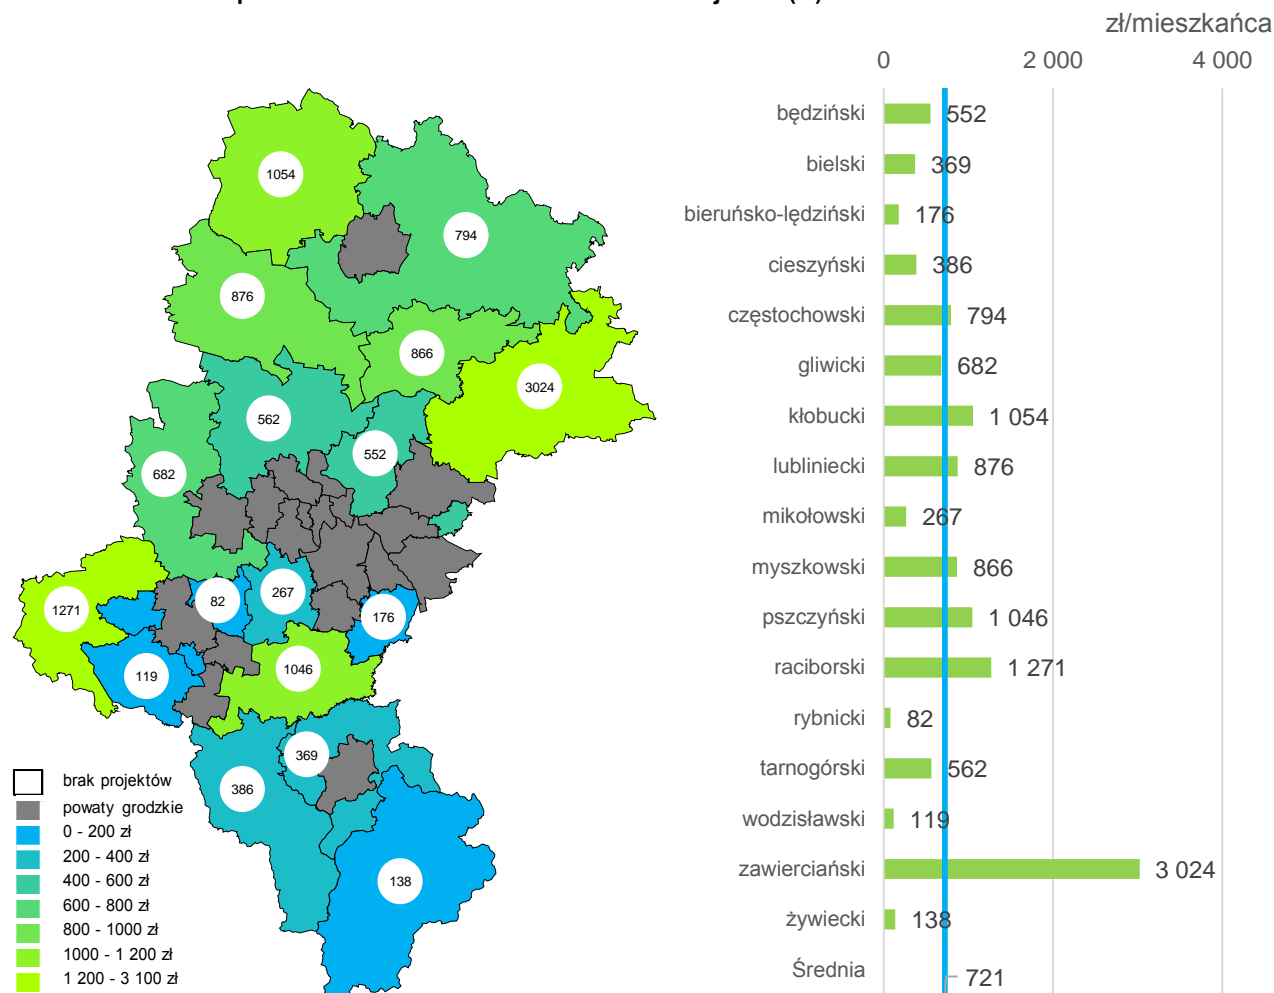 zł/mieszkańca
0 2 000 4 000
będziński 552
bielski 369
bieruńsko-lędziński 176
cieszyński 386
częstochowski 794
gliwicki 682
kłobucki 1 054
lubliniecki 876
mikołowski 267
myszkowski 866
pszczyński 1 046
raciborski 1 271
rybnicki 82
tarnogórski 562
wodzisławski 119
zawierciański 3 024
żywiecki 138
Średnia 721
1054
794
876
866
3024
562
552
682
267
82
1271
176
119
1046
369
386
138
brak projektów
powaty grodzkie
0 - 200 zł
200 - 400 zł
400 - 600 zł
600 - 800 zł
800 - 1000 zł
1000 - 1 200 zł
1 200 - 3 100 zł